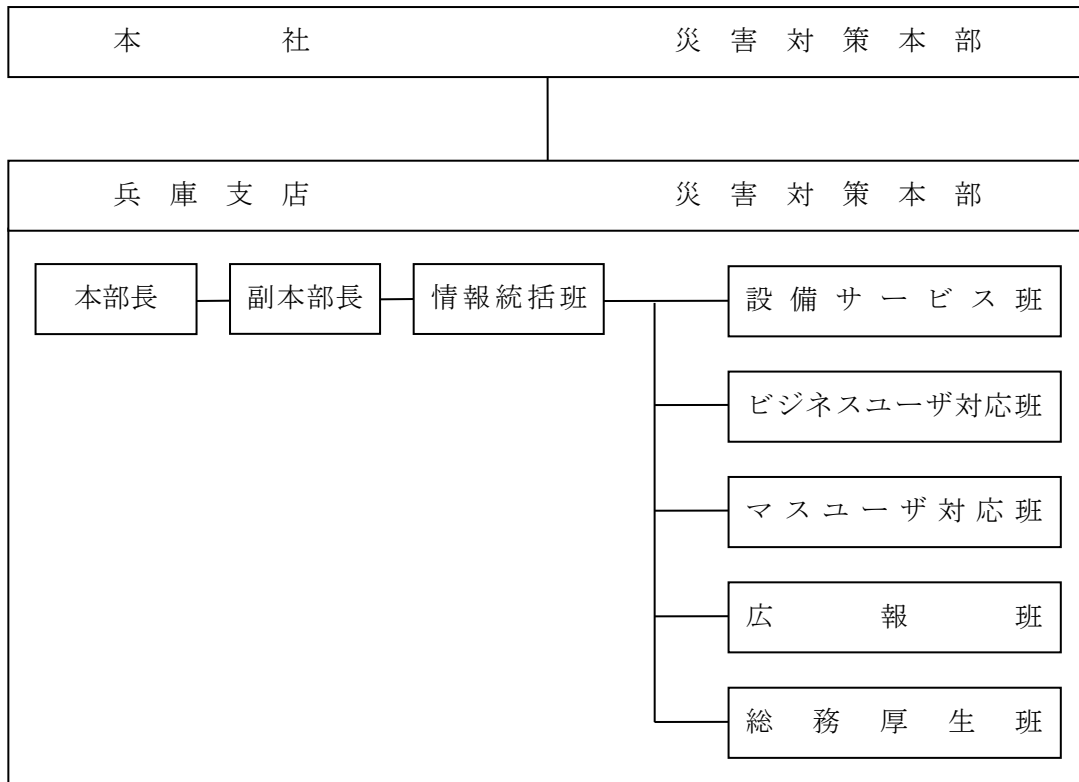 本社 災害対策本部
兵庫支店 災害対策本部
本部長 副本部長 情報統括班 設備サービス班
ビジネスユーザ対応班
マスユーザ対応班
広報班
総務厚生班